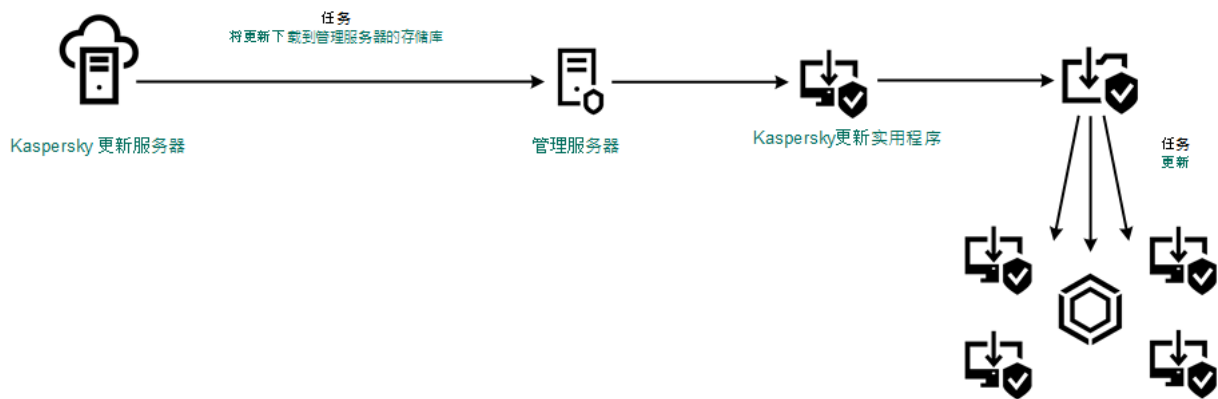 任务
将更新下载到管理服务器的存储库
Kaspersky 更新服务器
管理服务器
Kaspersky更新实用程序
任务
更新